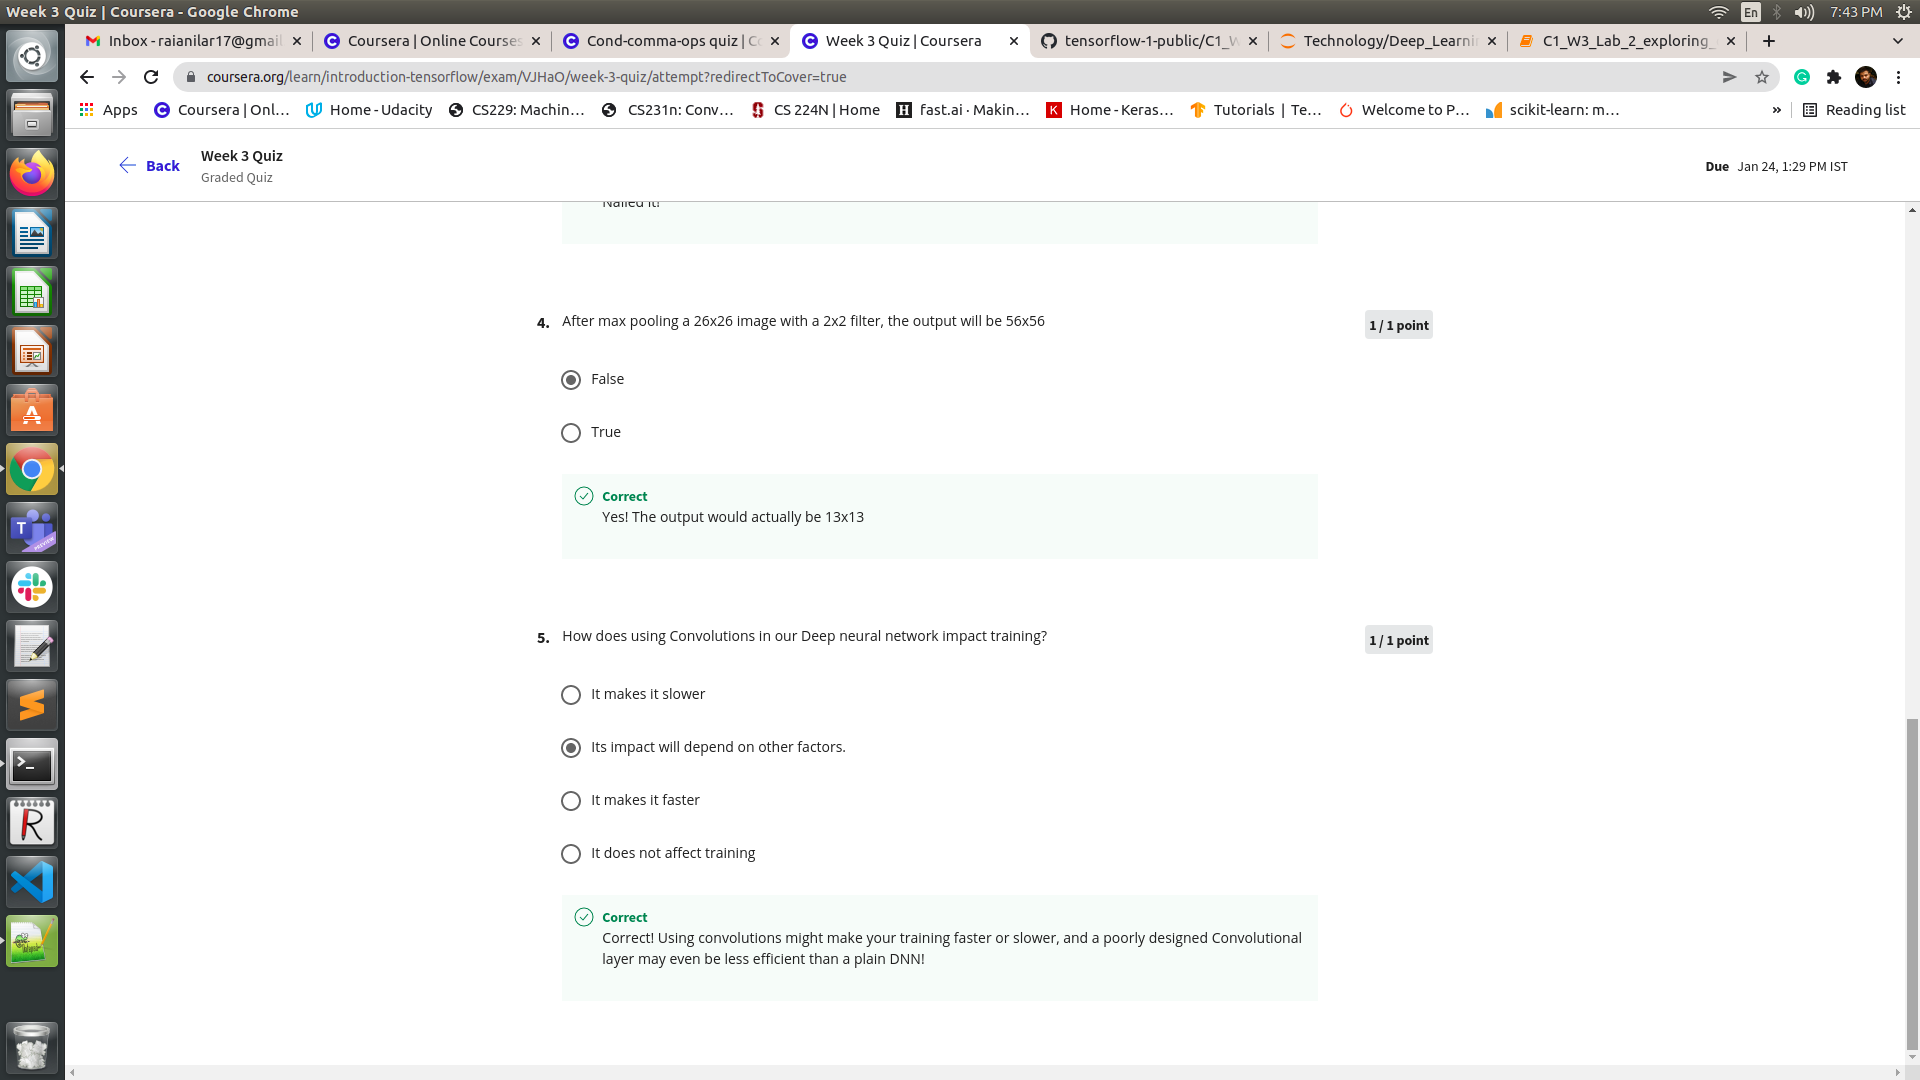 Week 3 Quiz | Coursera - Google Chrome
En
7:43 PM
Inbox - raianilar17@gmail
Coursera | Online Courses
Cond-comma-ops quiz | Co
Week 3 Quiz | Coursera
tensorflow-1-public/C1_W
Technology/Deep_Learnin
C1_W3_Lab_2_exploring_
coursera.org/learn/introduction-tensorflow/exam/VJHaO/week-3-quiz/attempt?redirectToCover=true
Apps
Coursera | Onl...
Home - Udacity
CS229: Machin...
CS231n: Conv...
CS 224N | Home
fast.ai · Makin...
Home - Keras...
Tutorials | Te...
Welcome to P...
scikit-learn: m...
»
Reading list
Back
Week 3 Quiz
Graded Quiz
Due Jan 24, 1:29 PM IST
Nailed it!
4. After max pooling a 26x26 image with a 2x2 filter, the output will be 56x56
1 / 1 point
False
True
Correct
Yes! The output would actually be 13x13
5. How does using Convolutions in our Deep neural network impact training?
1 / 1 point
It makes it slower
Its impact will depend on other factors.
It makes it faster
It does not affect training
Correct
Correct! Using convolutions might make your training faster or slower, and a poorly designed Convolutional
layer may even be less efficient than a plain DNN!